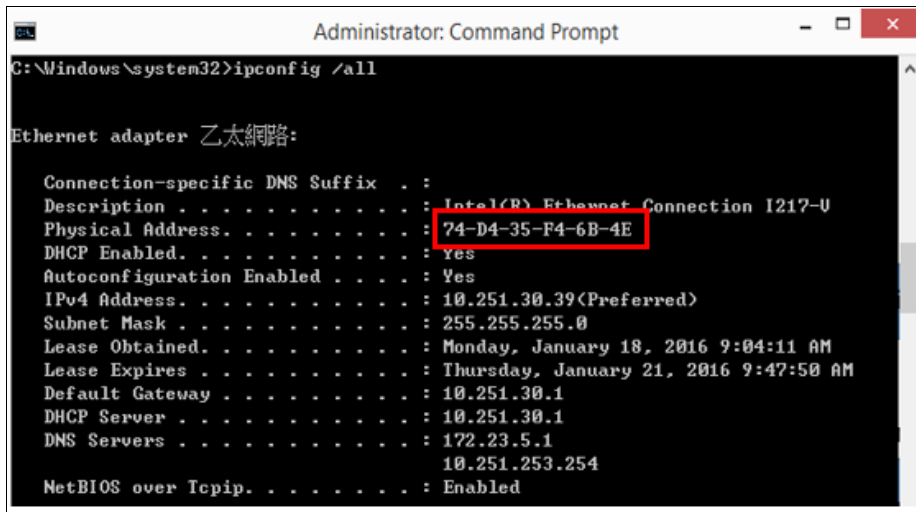 Administrator: Command Prompt
C:\Windows\system32>ipconfig /all
Ethernet adapter 乙太網路:
Connection-specific DNS Suffix . :
Description . . . . . . . . . . . : Intel(R) Ethernet Connection I217-V
Physical Address. . . . . . . . . : 74-D4-35-F4-6B-4E
DHCP Enabled. . . . . . . . . . . : Yes
Autoconfiguration Enabled . . . . : Yes
IPv4 Address. . . . . . . . . . . : 10.251.30.39(Preferred)
Subnet Mask . . . . . . . . . . . : 255.255.255.0
Lease Obtained. . . . . . . . . . : Monday, January 18, 2016 9:04:11 AM
Lease Expires . . . . . . . . . . : Thursday, January 21, 2016 9:47:50 AM
Default Gateway . . . . . . . . . : 10.251.30.1
DHCP Server . . . . . . . . . . . : 10.251.30.1
DNS Servers . . . . . . . . . . . : 172.23.5.1
10.251.253.254
NetBIOS over Tcpip. . . . . . . . : Enabled